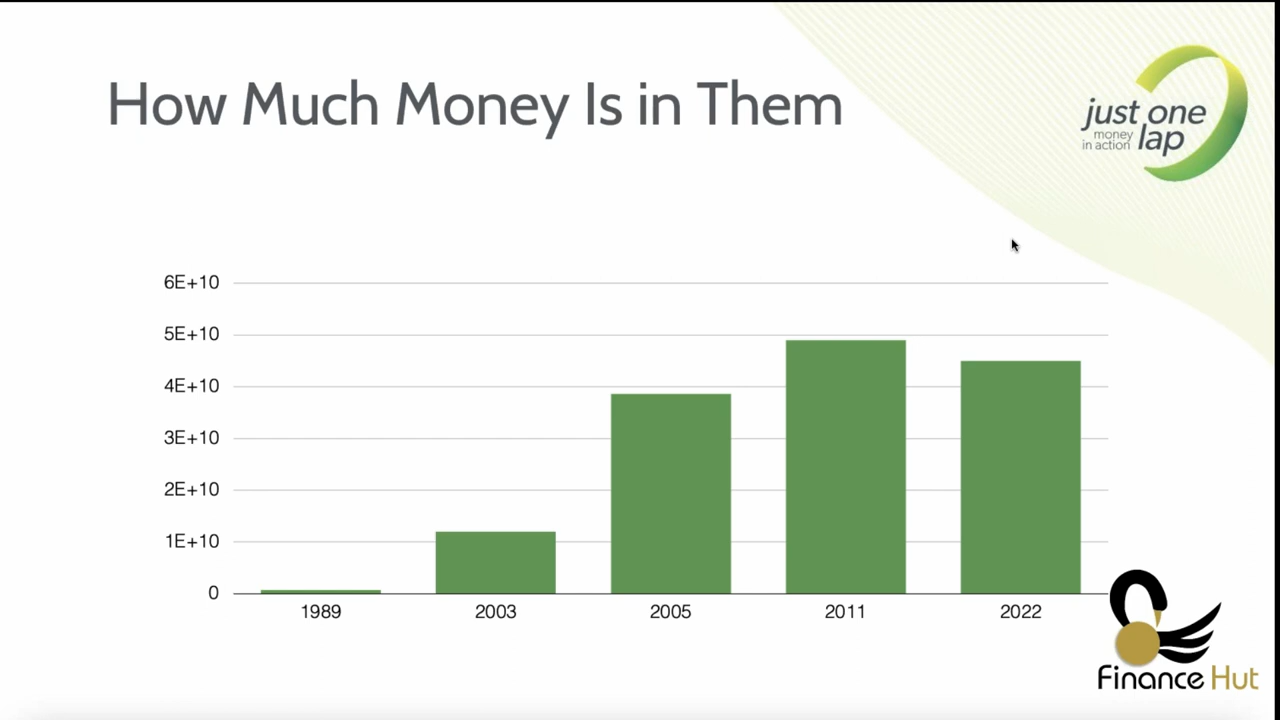 How Much Money Is in Them
just one
money
in action lap
6E+10
5E+10
4E+10
3E+10
2E+10
1E+10
0
1989 2003 2005 2011 2022
Finance Hut